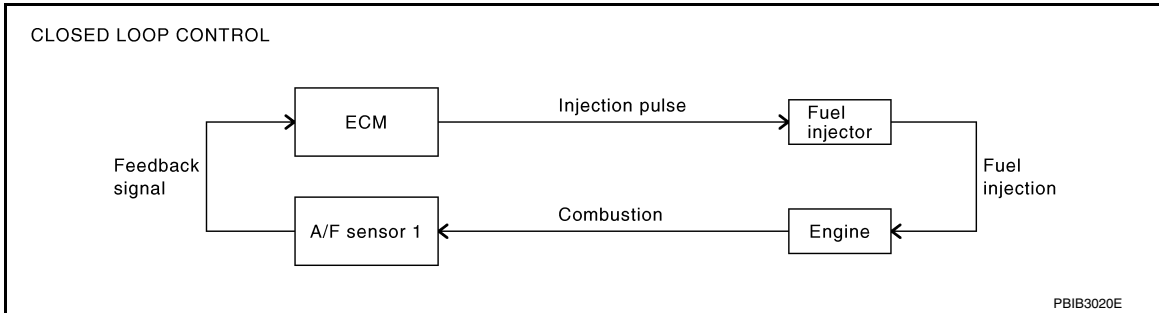 CLOSED LOOP CONTROL
ECM
Injection pulse
Fuel
injector
Feedback
signal
Fuel
injection
A/F sensor 1
Combustion
Engine
PBIB3020E